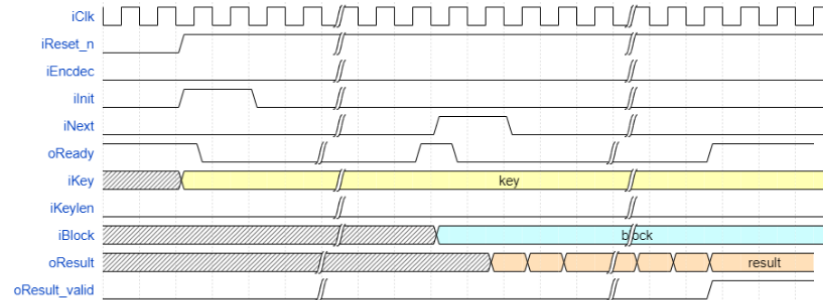 iClk
iReset_n
iEncdec
iInit
iNext
oReady
iKey key
iKeylen
iBlock block
oResult result
oResult_valid